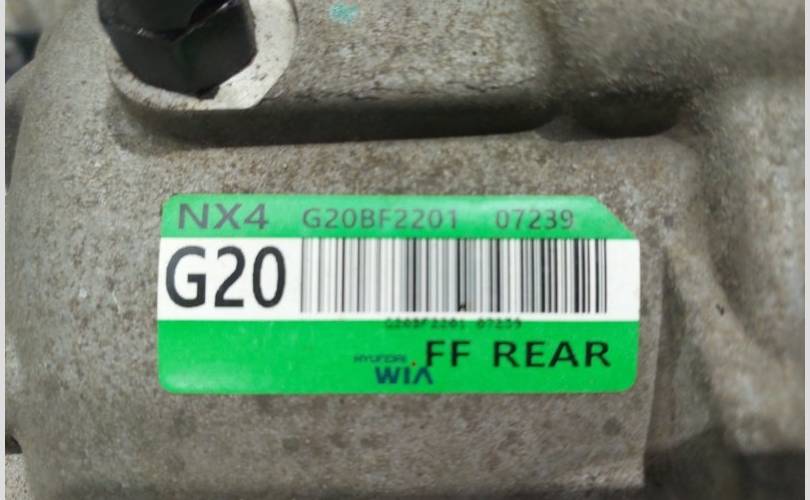 NX4 G20BF2201 07239
G20
G20BF2201 07239
FF REAR
HYUNDAI
WIA